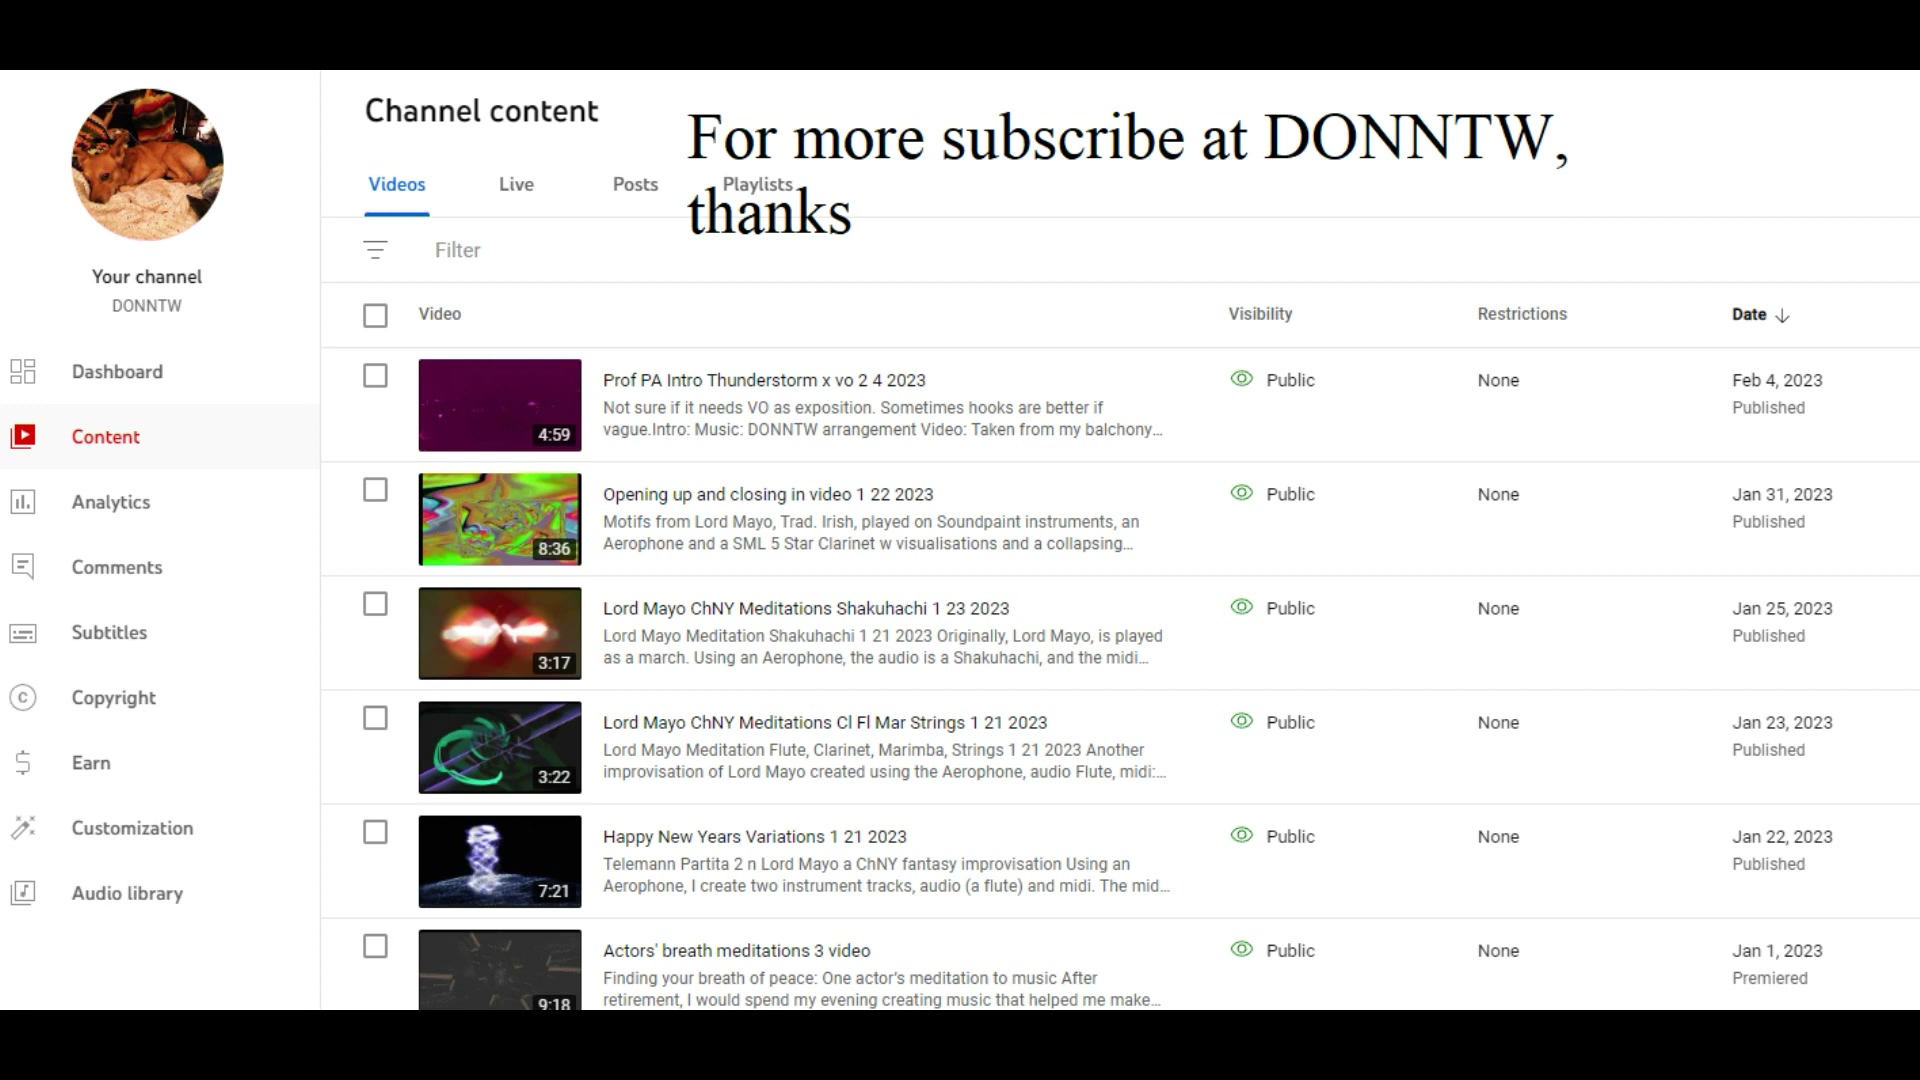 Channel content
For more subscribe at DONNTW,
thanks
Videos
Live
Posts
Playlists
Filter
Your channel
DONNTW
Dashboard
Content
Analytics
Comments
Subtitles
Copyright
Earn
Customization
Audio library
Video
Visibility
Restrictions
Date
4:59
Prof PA Intro Thunderstorm x vo 2 4 2023
Not sure if it needs VO as exposition. Sometimes hooks are better if
vague.Intro: Music: DONNTW arrangement Video: Taken from my balchony...
Public
None
Feb 4, 2023
Published
8:36
Opening up and closing in video 1 22 2023
Motifs from Lord Mayo, Trad. Irish, played on Soundpaint instruments, an
Aerophone and a SML 5 Star Clarinet w visualisations and a collapsing...
Public
None
Jan 31, 2023
Published
3:17
Lord Mayo ChNY Meditations Shakuhachi 1 23 2023
Lord Mayo Meditation Shakuhachi 1 21 2023 Originally, Lord Mayo, is played
as a march. Using an Aerophone, the audio is a Shakuhachi, and the midi...
Public
None
Jan 25, 2023
Published
3:22
Lord Mayo ChNY Meditations Cl Fl Mar Strings 1 21 2023
Lord Mayo Meditation Flute, Clarinet, Marimba, Strings 1 21 2023 Another
improvisation of Lord Mayo created using the Aerophone, audio Flute, midi:...
Public
None
Jan 23, 2023
Published
7:21
Happy New Years Variations 1 21 2023
Telemann Partita 2 n Lord Mayo a ChNY fantasy improvisation Using an
Aerophone, I create two instrument tracks, audio (a flute) and midi. The mid...
Public
None
Jan 22, 2023
Published
9:18
Actors' breath meditations 3 video
Finding your breath of peace: One actor's meditation to music After
retirement, I would spend my evening creating music that helped me make...
Public
None
Jan 1, 2023
Premiered